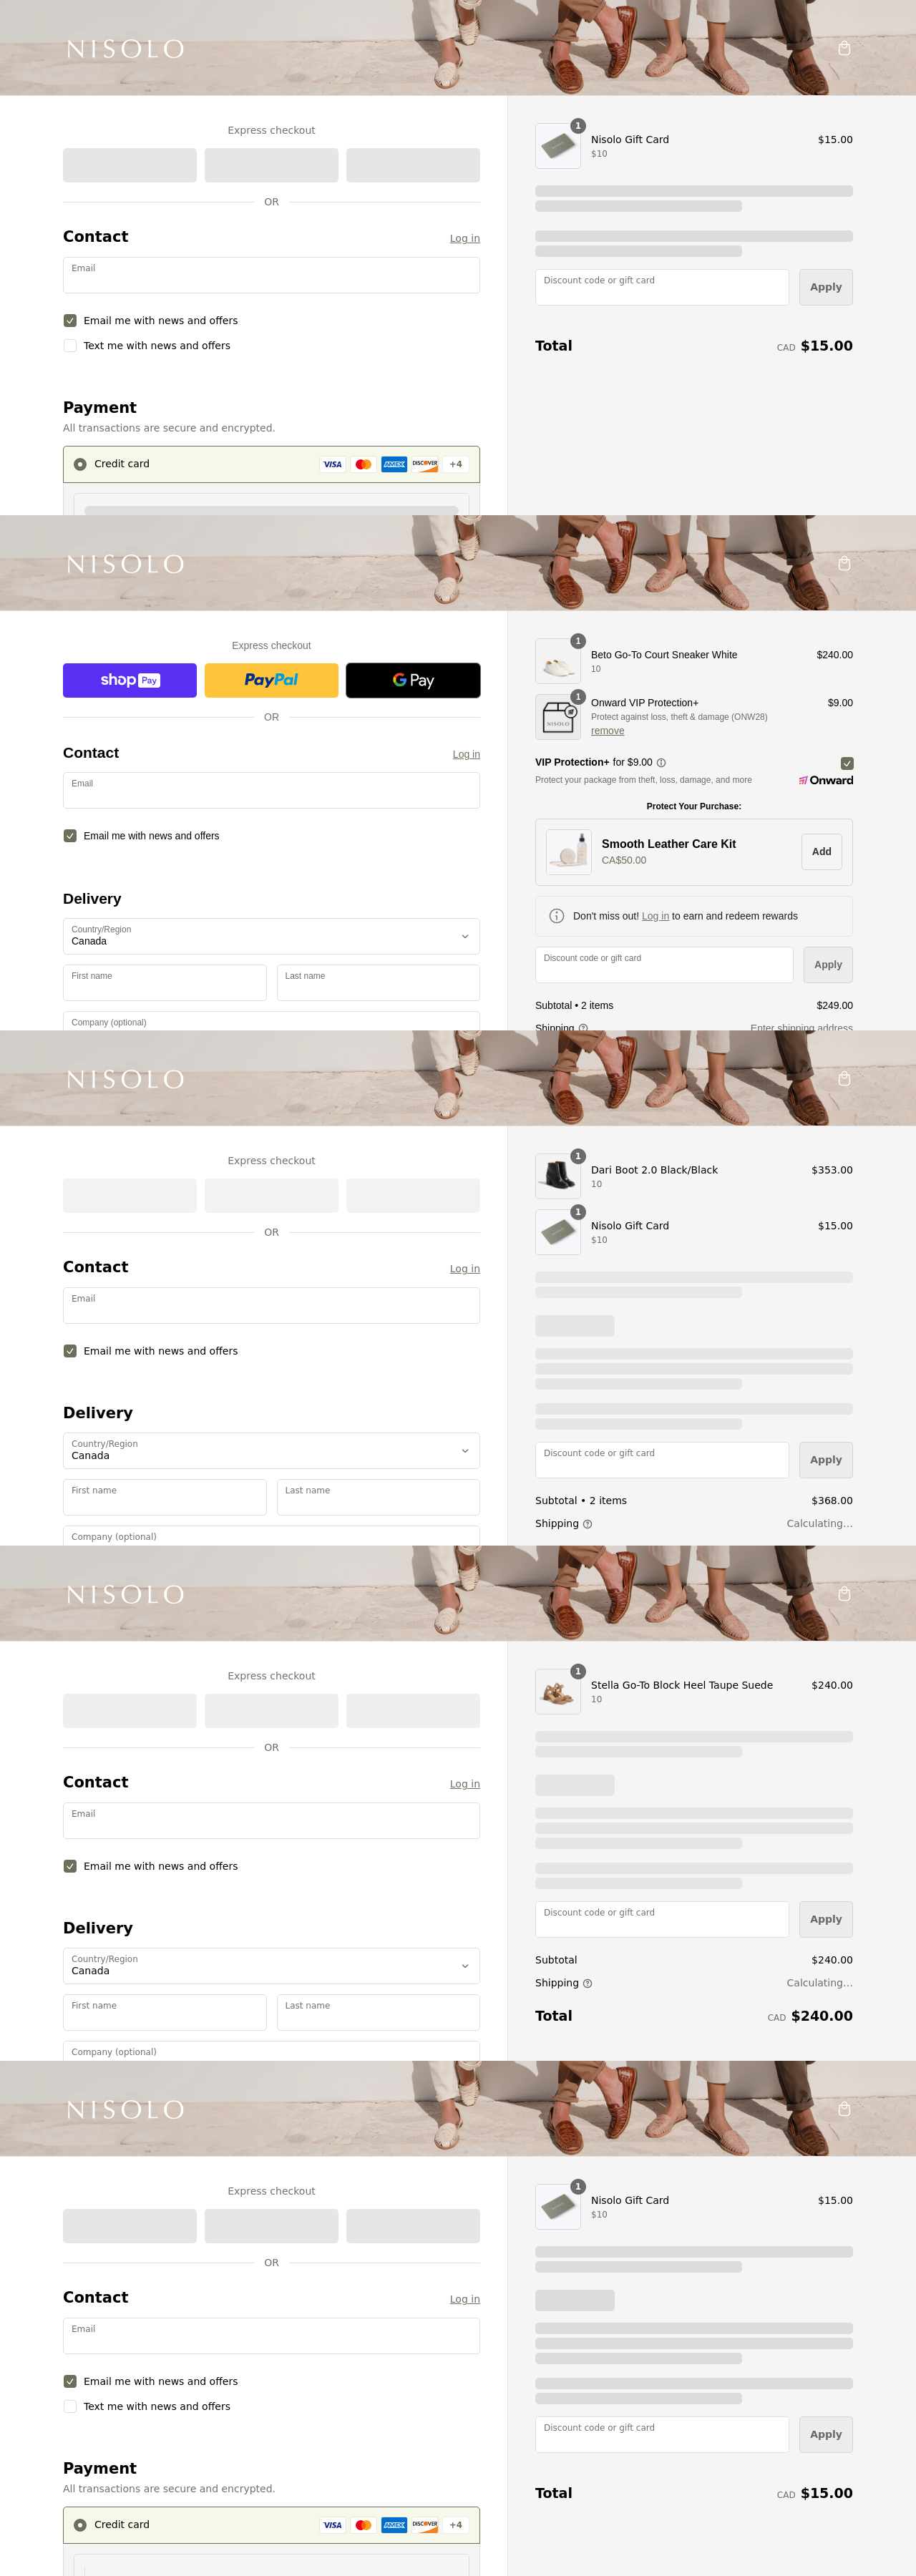 NISOLO
Express checkout
OR
Contact
Log in
Email
Email me with news and offers
Text me with news and offers
Payment
All transactions are secure and encrypted.
Credit card
VISA
AMEX
DISCOVER
+4
1
Nisolo Gift Card
$15.00
$10
Discount code or gift card
Apply
Total
CAD $15.00
NISOLO
Express checkout
shop Pay
PayPal
G Pay
OR
Contact
Log in
Email
Email me with news and offers
Delivery
Country/Region
Canada
First name
Last name
Company (optional)
1
Beto Go-To Court Sneaker White
$240.00
10
1
NISOLO
Onward VIP Protection+
$9.00
Protect against loss, theft & damage (ONW28)
remove
VIP Protection+ for $9.00
Protect your package from theft, loss, damage, and more
Onward
Protect Your Purchase:
Smooth Leather Care Kit
CA$50.00
Add
Don't miss out! Log in to earn and redeem rewards
Discount code or gift card
Apply
Subtotal • 2 items
$249.00
Shipping
Enter shipping address
NISOLO
Express checkout
OR
Contact
Log in
Email
Email me with news and offers
Delivery
Country/Region
Canada
First name
Last name
Company (optional)
1
Dari Boot 2.0 Black/Black
$353.00
10
1
Nisolo Gift Card
$15.00
$10
Discount code or gift card
Apply
Subtotal • 2 items
$368.00
Shipping
Calculating...
NISOLO
Express checkout
OR
Contact
Log in
Email
Email me with news and offers
Delivery
Country/Region
Canada
First name
Last name
Company (optional)
1
Stella Go-To Block Heel Taupe Suede
$240.00
10
Discount code or gift card
Apply
Subtotal
$240.00
Shipping
Calculating...
Total
CAD $240.00
NISOLO
Express checkout
OR
Contact
Log in
Email
Email me with news and offers
Text me with news and offers
Payment
All transactions are secure and encrypted.
Credit card
VISA
AMEX
DISCOVER
+4
1
Nisolo Gift Card
$15.00
$10
Discount code or gift card
Apply
Total
CAD $15.00